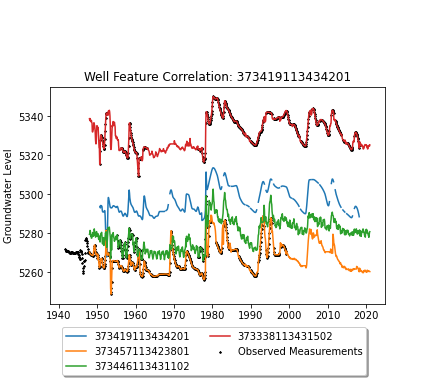 Well Feature Correlation: 373419113434201
Groundwater Level
5340
5320
5300
5280
5260
1940 1950 1960 1970 1980 1990 2000 2010 2020
373419113434201
373457113423801
373446113431102
373338113431502
Observed Measurements